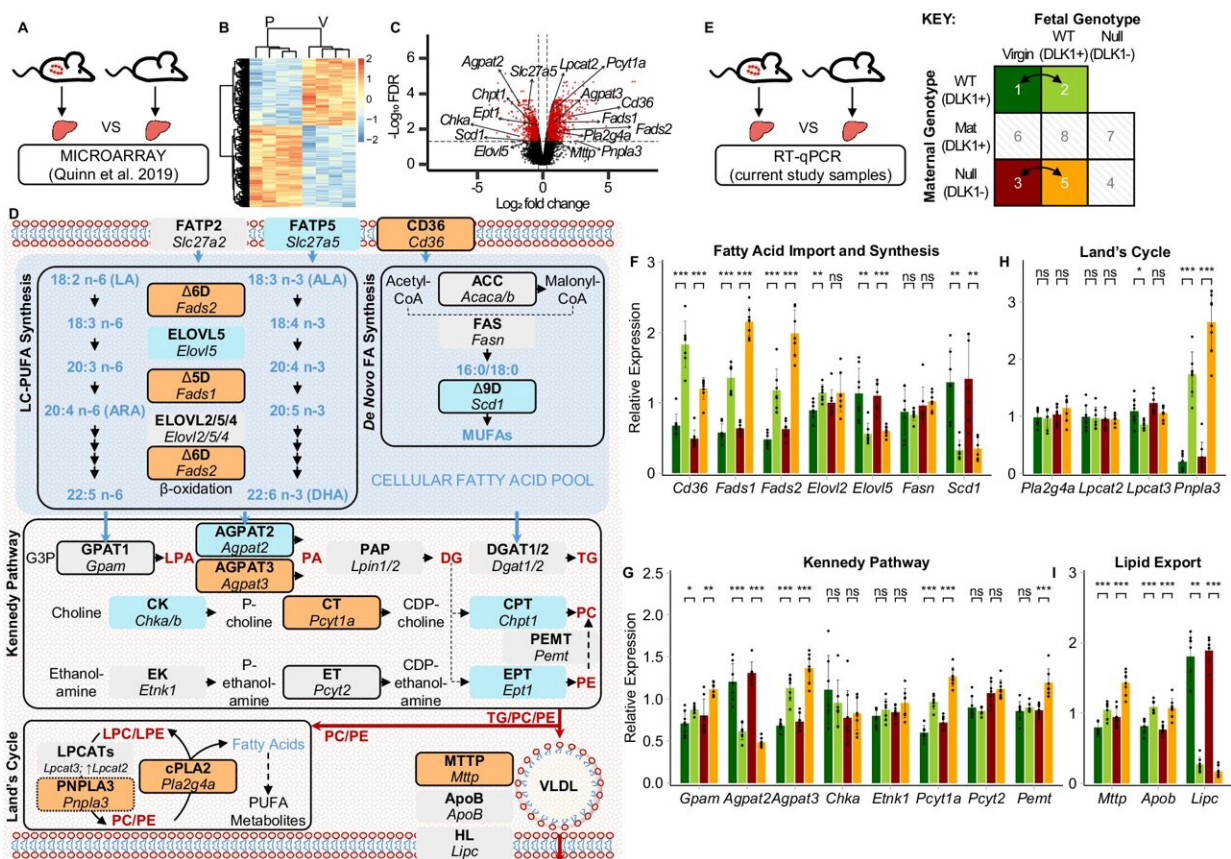 A
VS
MICROARRAY
(Quinn et al. 2019)
B
P V
2
1
0
−1
−2
C
-Log₁₀ FDR
6
4
2
0
-5 0 5
Log₂ fold change
Agpat2
Slc27a5
Lpcat2
Pcyt1a
Chpt1
Agpat3
Cd36
Ept1
Fads1
Chka
Fads2
Scd1
Pla2g4a
Elovl5
Mttp
Pnpla3
E
VS
RT-qPCR
(current study samples)
KEY:
Fetal Genotype
WT Null
Virgin (DLK1+) (DLK1-)
Maternal Genotype
WT
(DLK1+)
1 2
Mat
(DLK1+)
6 8 7
Null
(DLK1-)
3 5 4
D
FATP2
Slc27a2
FATP5
Slc27a5
CD36
Cd36
LC-PUFA Synthesis
18:2 n-6 (LA)
18:3 n-6
20:3 n-6
20:4 n-6 (ARA)
22:5 n-6
Δ6D
Fads2
ELOVL5
Elovl5
Δ5D
Fads1
ELOVL2/5/4
Elovl2/5/4
Δ6D
Fads2
β-oxidation
18:3 n-3 (ALA)
18:4 n-3
20:4 n-3
20:5 n-3
22:6 n-3 (DHA)
De Novo FA Synthesis
Acetyl-
CoA
ACC
Acaca/b
Malonyl-
CoA
FAS
Fasn
16:0/18:0
Δ9D
Scd1
MUFAs
CELLULAR FATTY ACID POOL
Kennedy Pathway
G3P
GPAT1
Gpam
LPA
AGPAT2
Agpat2
AGPAT3
Agpat3
PA
PAP
Lpin1/2
DG
DGAT1/2
Dgat1/2
TG
Choline
CK
Chka/b
P-
choline
CT
Pcyt1a
CDP-
choline
CPT
Chpt1
PC
PEMT
Pemt
Ethanol-
amine
EK
Etnk1
P-
ethanol-
amine
ET
Pcyt2
CDP-
ethanol-
amine
EPT
Ept1
PE
TG/PC/PE
PC/PE
Land's Cycle
LPC/LPE
LPCATs
Lpcat3; ↑Lpcat2
PNPLA3
Pnpla3
PC/PE
cPLA2
Pla2g4a
Fatty Acids
PUFA
Metabolites
MTTP
Mttp
ApoB
ApoB
HL
Lipc
VLDL
F
Fatty Acid Import and Synthesis
Relative Expression
3
2
1
0
*** *** *** *** *** *** ** ns ** *** ns ns ** **
Cd36 Fads1 Fads2 Elovl2 Elovl5 Fasn Scd1
H
Land's Cycle
3
2
1
0
ns ns ns ns * ns *** ***
Pla2g4a Lpcat2 Lpcat3 Pnpla3
G
Kennedy Pathway
Relative Expression
2.5
2.0
1.5
1.0
0.5
0.0
* ** *** *** *** *** ns ns ns ns *** *** ns ns ns ***
Gpam Agpat2 Agpat3 Chka Etnk1 Pcyt1a Pcyt2 Pemt
I
Lipid Export
3
2
1
0
*** *** *** *** ** ***
Mttp Apob Lipc